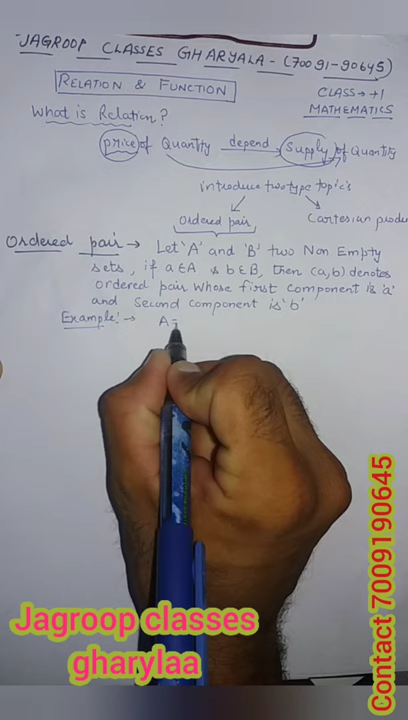 JAGROOP CLASSES GHARYALA - (70091-90645)
RELATION & FUNCTION
CLASS → +1
MATHEMATICS
What is Relation?
price of Quantity depend Supply of Quantity
introduce two type topic's
Ordered pair
Cartesian produ
Ordered pair → Let 'A' and 'B' two Non Empty
sets, if a ∈ A & b ∈ B, then (a,b) denotes
ordered pair whose first component is 'a'
and second component is 'b'
Example:→ A=
Jagroop classes
gharylaa
Contact 7009190645